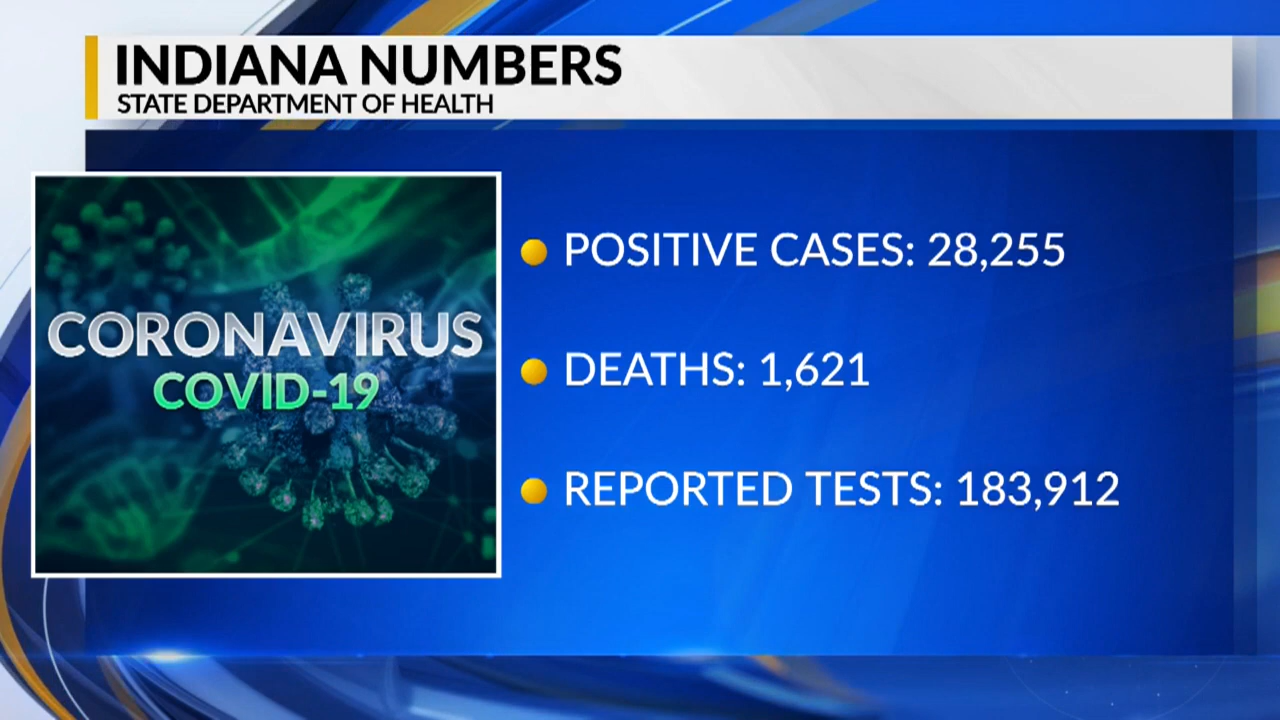 INDIANA NUMBERS
STATE DEPARTMENT OF HEALTH
CORONAVIRUS
COVID-19
POSITIVE CASES: 28,255
DEATHS: 1,621
REPORTED TESTS: 183,912